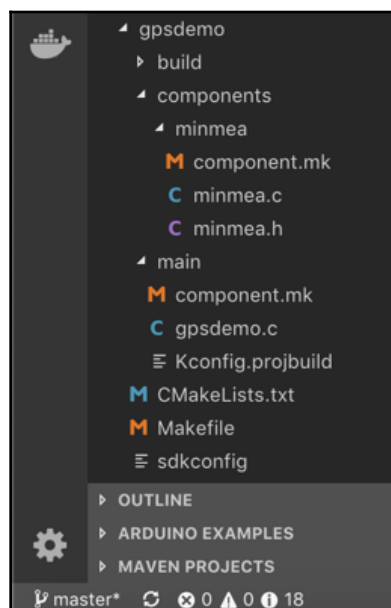 gpsdemo
build
components
minmea
M component.mk
C minmea.c
C minmea.h
main
M component.mk
C gpsdemo.c
Kconfig.projbuild
M CMakeLists.txt
M Makefile
sdkconfig
OUTLINE
ARDUINO EXAMPLES
MAVEN PROJECTS
master* 0 0 18